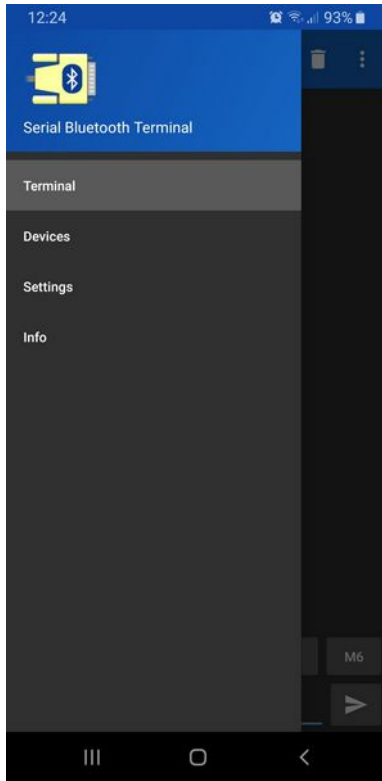 12:24
93%
Serial Bluetooth Terminal
Terminal
Devices
Settings
Info
M6